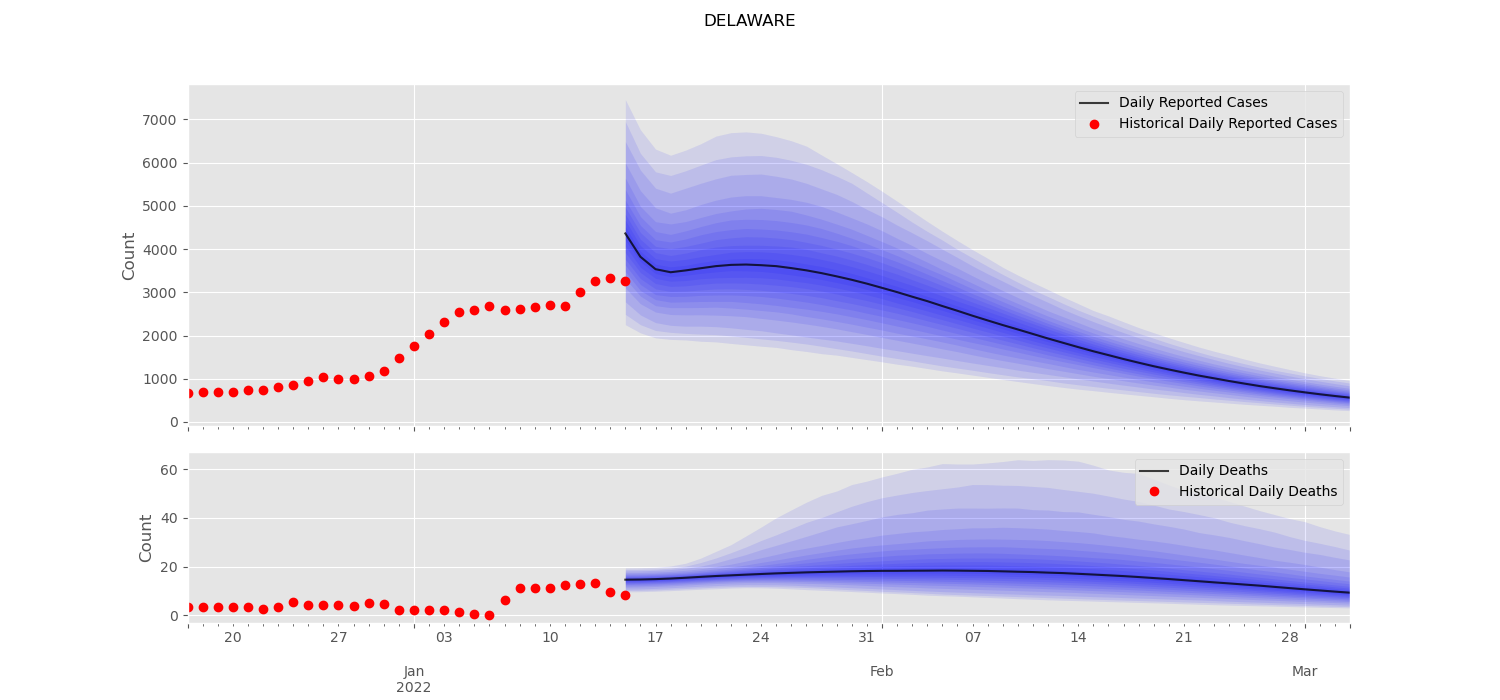 DELAWARE
Daily Reported Cases
Historical Daily Reported Cases
Count
7000
6000
5000
4000
3000
2000
1000
0
Daily Deaths
Historical Daily Deaths
Count
60
40
20
0
20 27 03 10 17 24 31 07 14 21 28
Jan Feb Mar
2022